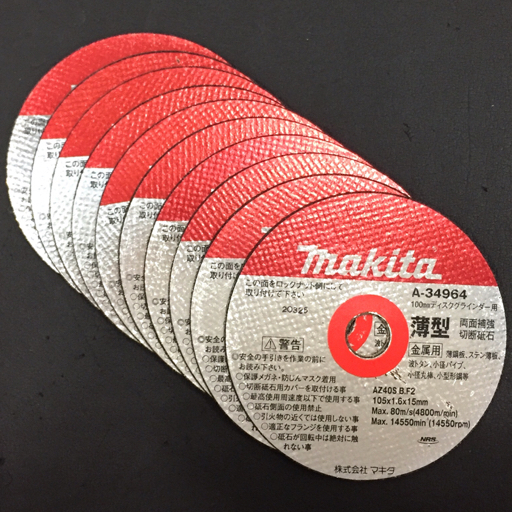 makita
A-34964
この面をロックナット側にして
取り付けて下さい
100mmディスクグラインダー用
20325
薄型 両面補強
切断砥石
金属用 薄鋼板、ステン薄板、
波トタン、小径パイプ、
小径丸棒、小型形鋼等
⚠警告
安全の手引きを作業の前に
お読み下さい
保護メガネ・防じんマスク着用
切断砥石用カバーを取付ける事
最高使用周速度以下で使用する事
砥石側面の使用禁止
引火物の近くでは使用しない事
適正なフランジを使用する事
砥石が回転中は絶対に触
れない事
AZ40S B.F2
105x1.6x15mm
Max. 80m/s(4800m/min)
Max. 14550min⁻¹(14550rpm)
NRS
株式会社 マキタ